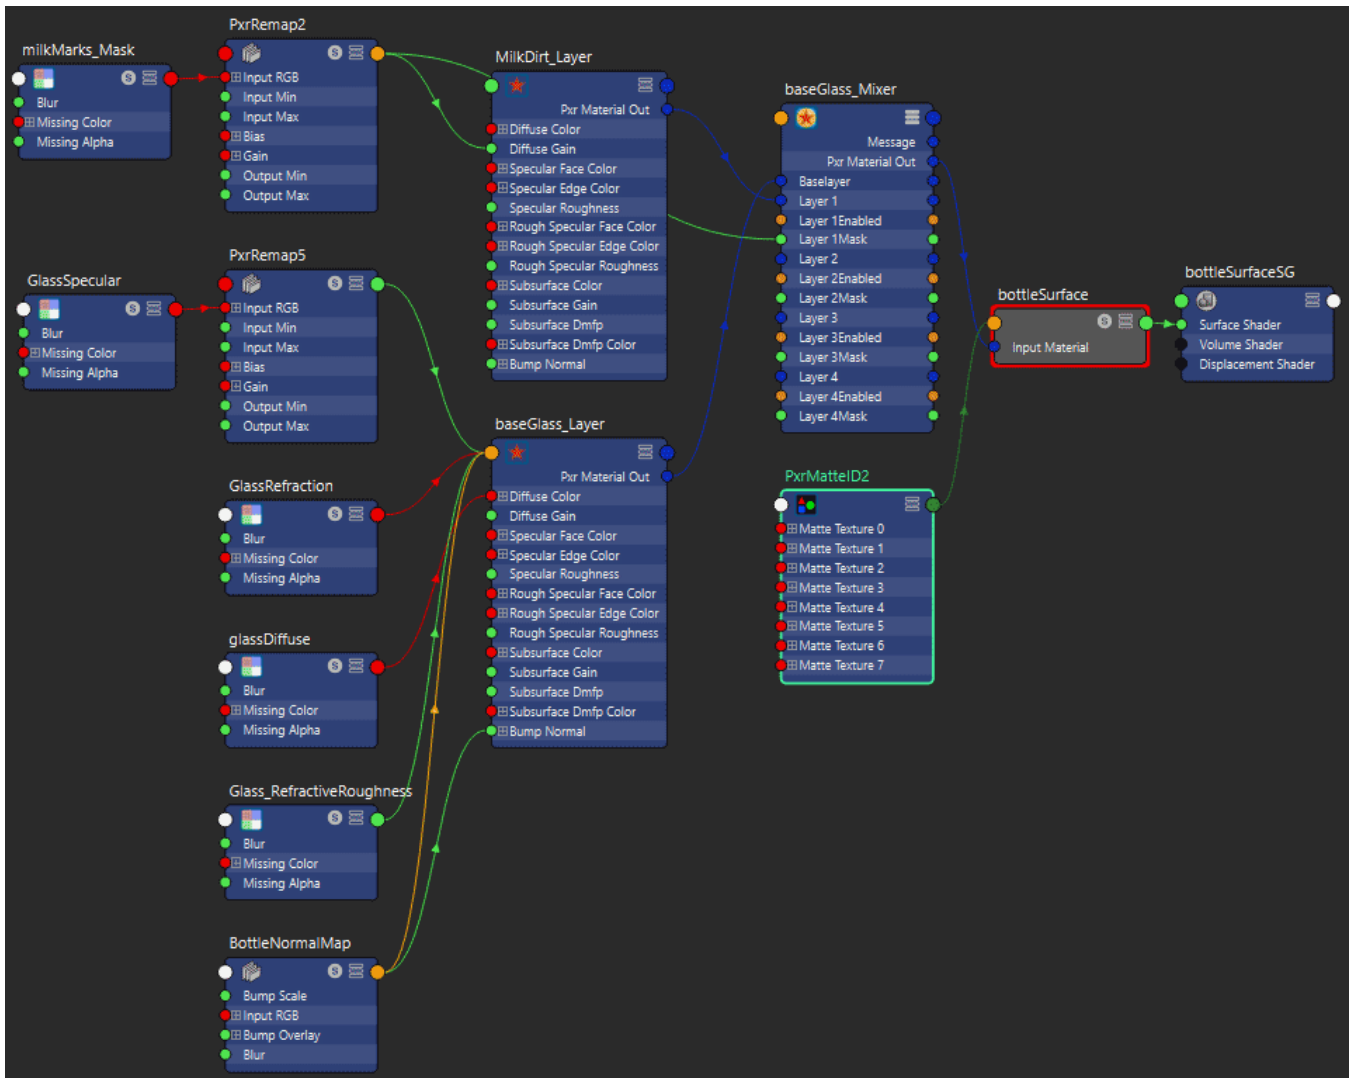 milkMarks_Mask
Blur
Missing Color
Missing Alpha
PxrRemap2
Input RGB
Input Min
Input Max
Bias
Gain
Output Min
Output Max
GlassSpecular
Blur
Missing Color
Missing Alpha
PxrRemap5
Input RGB
Input Min
Input Max
Bias
Gain
Output Min
Output Max
GlassRefraction
Blur
Missing Color
Missing Alpha
glassDiffuse
Blur
Missing Color
Missing Alpha
Glass_RefractiveRoughness
Blur
Missing Color
Missing Alpha
BottleNormalMap
Bump Scale
Input RGB
Bump Overlay
Blur
MilkDirt_Layer
Pxr Material Out
Diffuse Color
Diffuse Gain
Specular Face Color
Specular Edge Color
Specular Roughness
Rough Specular Face Color
Rough Specular Edge Color
Rough Specular Roughness
Subsurface Color
Subsurface Gain
Subsurface Dmfp
Subsurface Dmfp Color
Bump Normal
baseGlass_Layer
Pxr Material Out
Diffuse Color
Diffuse Gain
Specular Face Color
Specular Edge Color
Specular Roughness
Rough Specular Face Color
Rough Specular Edge Color
Rough Specular Roughness
Subsurface Color
Subsurface Gain
Subsurface Dmfp
Subsurface Dmfp Color
Bump Normal
baseGlass_Mixer
Message
Pxr Material Out
Baselayer
Layer 1
Layer 1Enabled
Layer 1Mask
Layer 2
Layer 2Enabled
Layer 2Mask
Layer 3
Layer 3Enabled
Layer 3Mask
Layer 4
Layer 4Enabled
Layer 4Mask
PxrMatteID2
Matte Texture 0
Matte Texture 1
Matte Texture 2
Matte Texture 3
Matte Texture 4
Matte Texture 5
Matte Texture 6
Matte Texture 7
bottleSurface
Input Material
bottleSurfaceSG
Surface Shader
Volume Shader
Displacement Shader